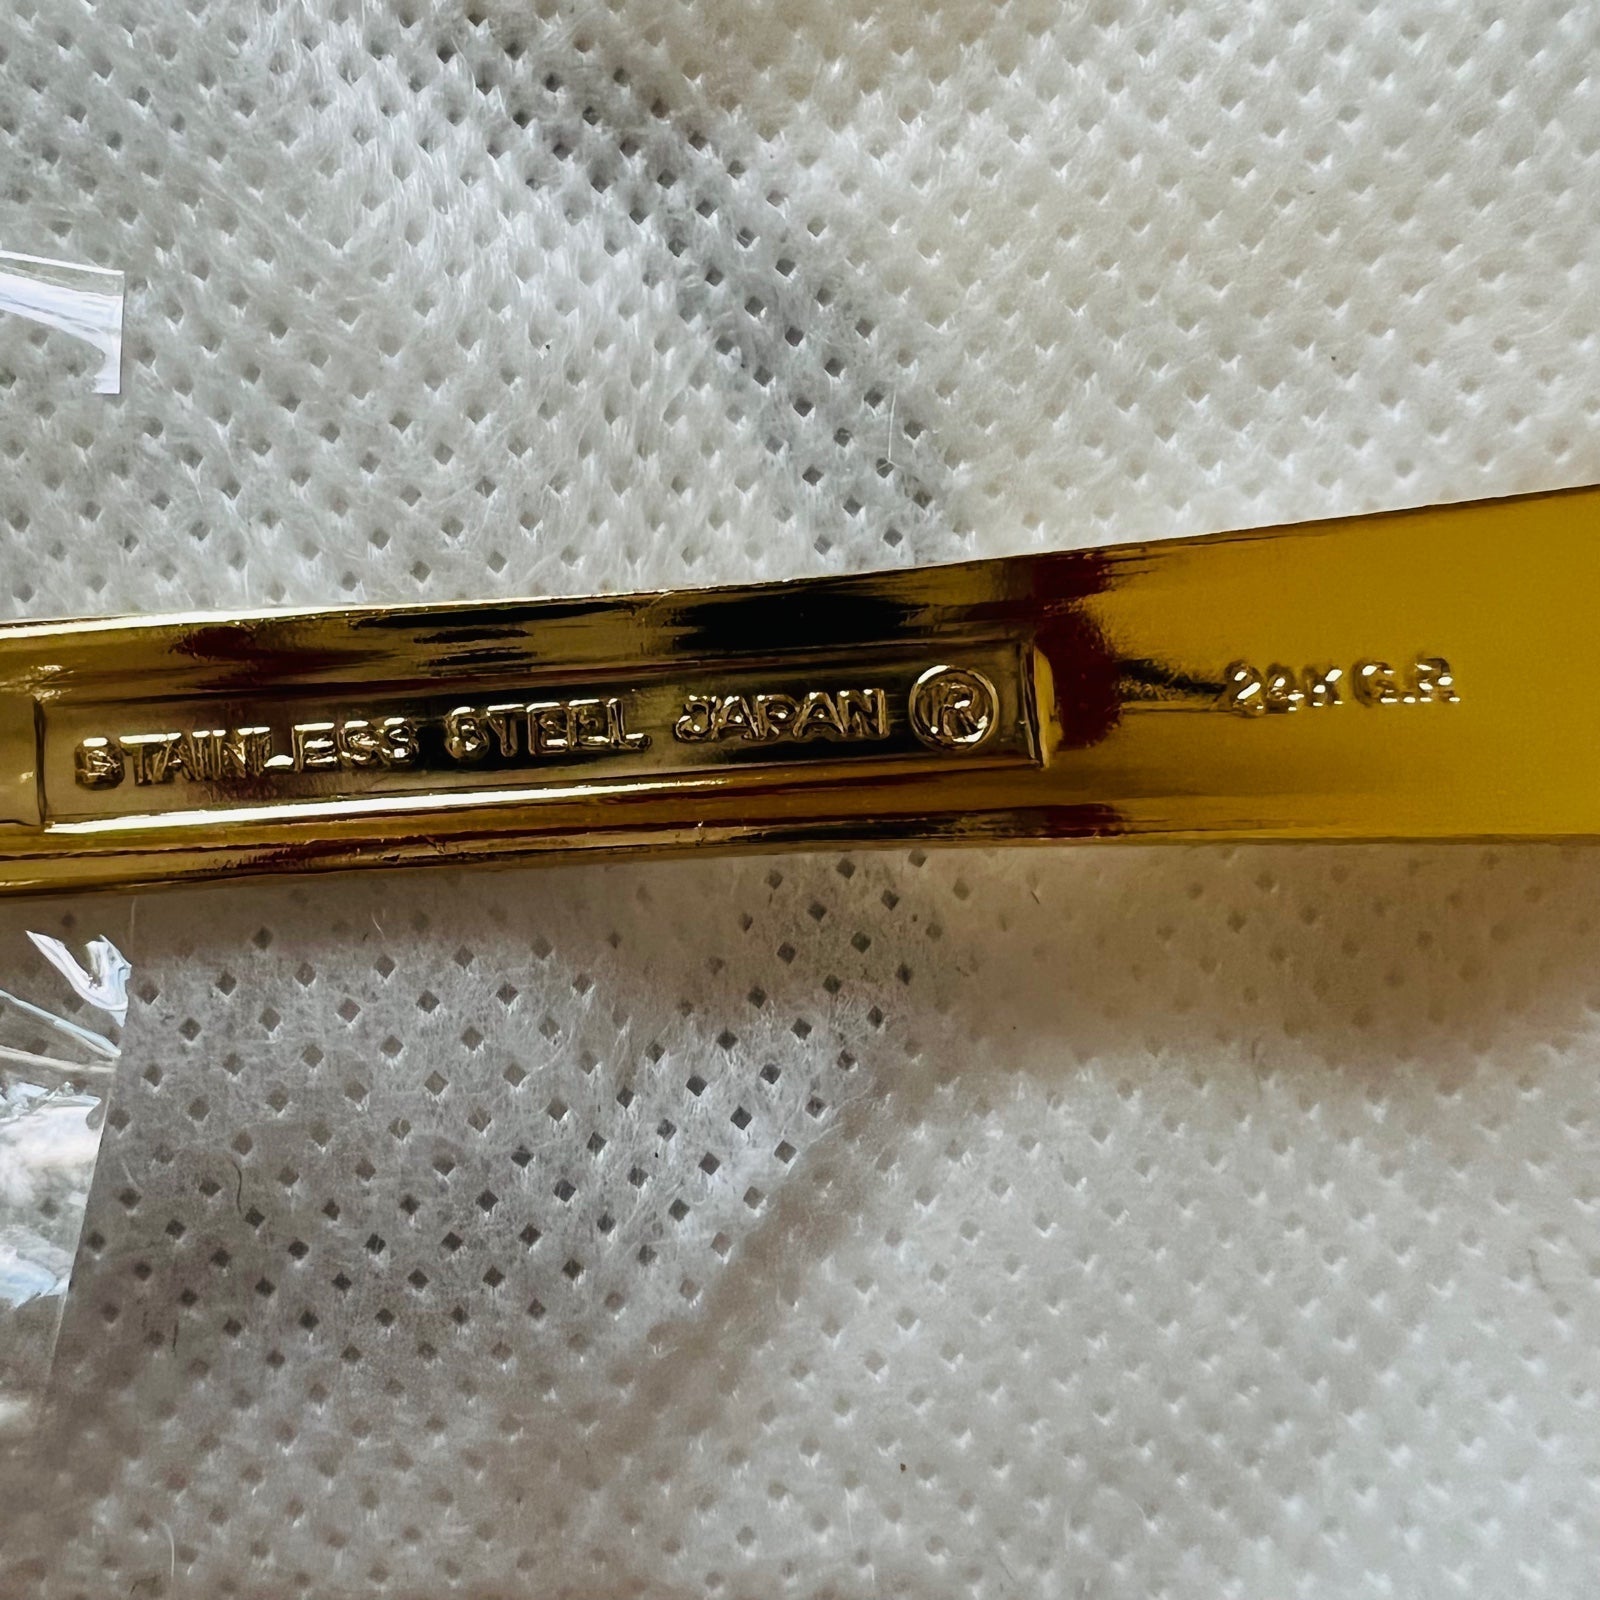 STAINLESS STEEL JAPAN ®
24K G.P.